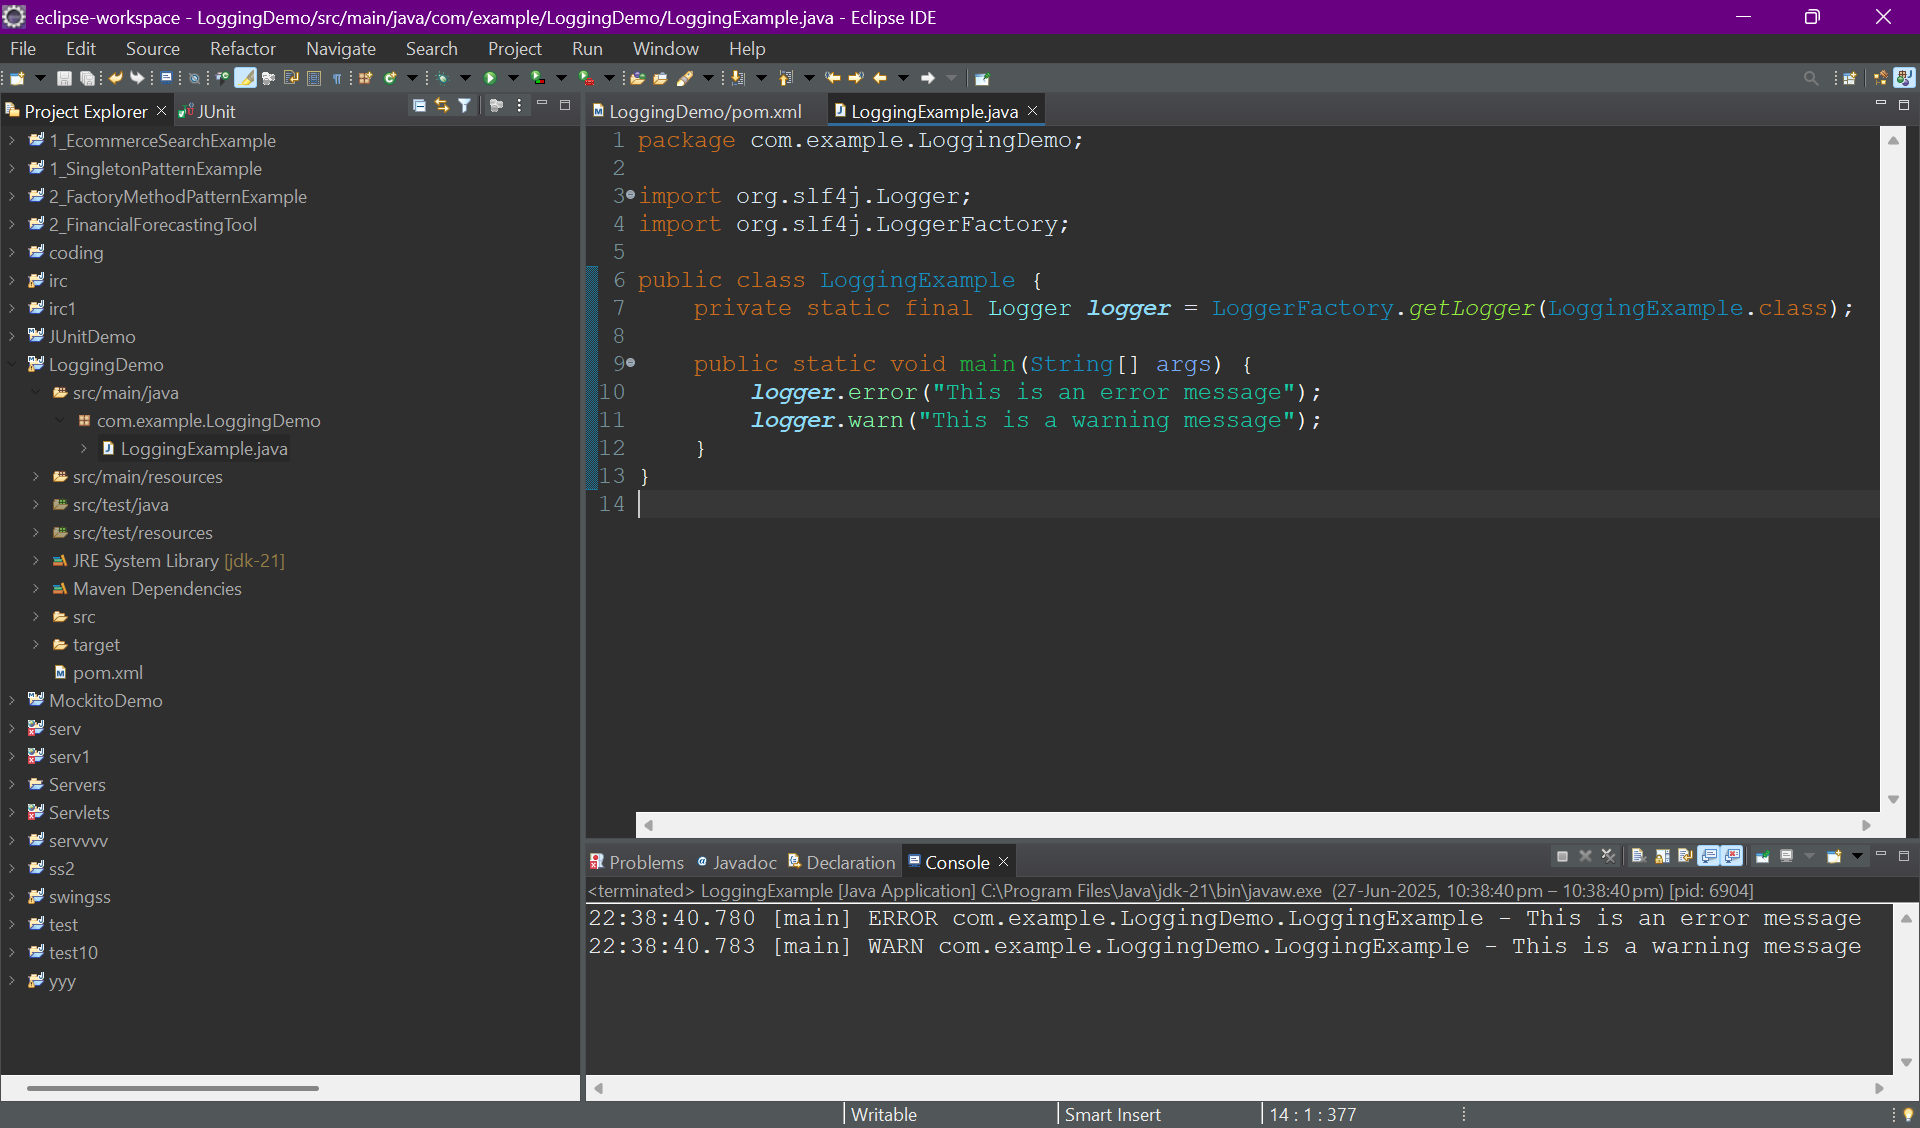 eclipse-workspace - LoggingDemo/src/main/java/com/example/LoggingDemo/LoggingExample.java - Eclipse IDE
File Edit Source Refactor Navigate Search Project Run Window Help
Project Explorer JUnit
1_EcommerceSearchExample
1_SingletonPatternExample
2_FactoryMethodPatternExample
2_FinancialForecastingTool
coding
irc
irc1
JUnitDemo
LoggingDemo
src/main/java
com.example.LoggingDemo
LoggingExample.java
src/main/resources
src/test/java
src/test/resources
JRE System Library [jdk-21]
Maven Dependencies
src
target
pom.xml
MockitoDemo
serv
serv1
Servers
Servlets
servvvv
ss2
swingss
test
test10
yyy
LoggingDemo/pom.xml LoggingExample.java
1 package com.example.LoggingDemo;
2
3 import org.slf4j.Logger;
4 import org.slf4j.LoggerFactory;
5
6 public class LoggingExample {
7 private static final Logger logger = LoggerFactory.getLogger(LoggingExample.class);
8
9 public static void main(String[] args) {
10 logger.error("This is an error message");
11 logger.warn("This is a warning message");
12 }
13 }
14
Problems Javadoc Declaration Console
<terminated> LoggingExample [Java Application] C:\Program Files\Java\jdk-21\bin\javaw.exe (27-Jun-2025, 10:38:40 pm – 10:38:40 pm) [pid: 6904]
22:38:40.780 [main] ERROR com.example.LoggingDemo.LoggingExample - This is an error message
22:38:40.783 [main] WARN com.example.LoggingDemo.LoggingExample - This is a warning message
Writable Smart Insert 14 : 1 : 377